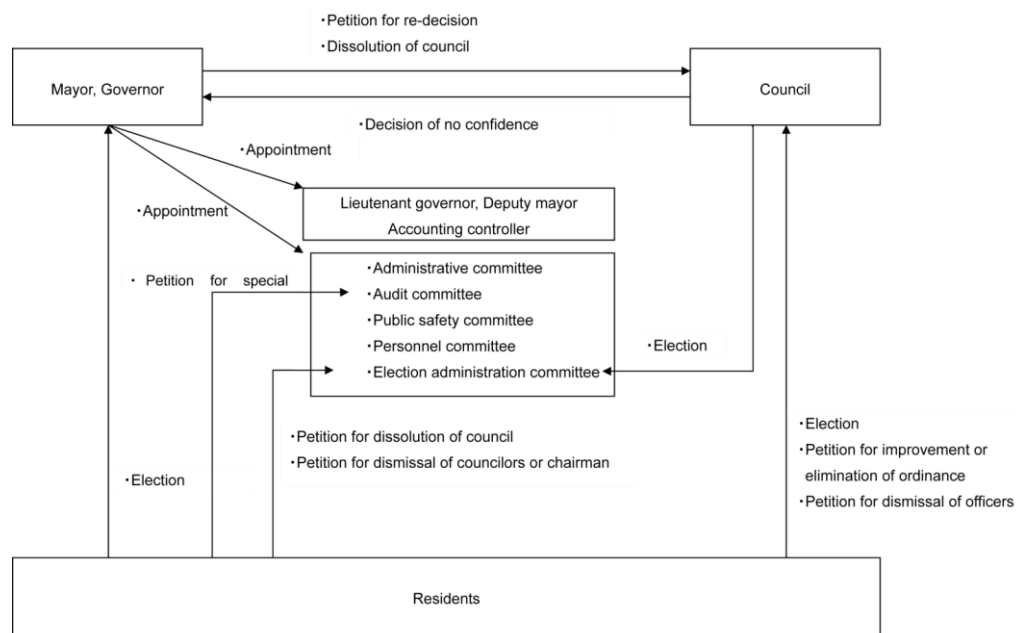 ・Petition for re-decision
・Dissolution of council
Mayor, Governor
Council
・Decision of no confidence
・Appointment
・Appointment
Lieutenant governor, Deputy mayor
Accounting controller
・Petition for special
・Administrative committee
・Audit committee
・Public safety committee
・Personnel committee
・Election administration committee
・Election
・Petition for dissolution of council
・Petition for dismissal of councilors or chairman
・Election
・Election
・Petition for improvement or
elimination of ordinance
・Petition for dismissal of officers
Residents